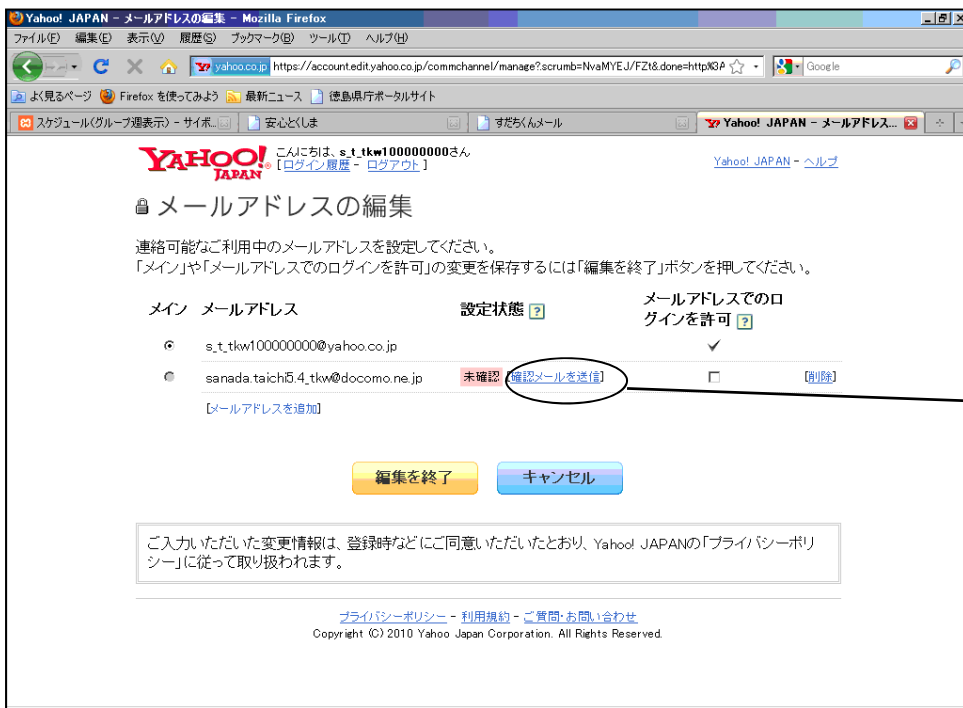 Yahoo! JAPAN - メールアドレスの編集 - Mozilla Firefox
ファイル(F) 編集(E) 表示(V) 履歴(S) ブックマーク(B) ツール(T) ヘルプ(H)
yahoo.co.jp https://account.edit.yahoo.co.jp/commchannel/manage?.scrumb=NvaMYEJ/FZt&.done=http%3A Google
よく見るページ Firefox を使ってみよう 最新ニュース 徳島県庁ポータルサイト
スケジュール(グループ週表示) - サイボ... 安心とくしま すだちくんメール Yahoo! JAPAN - メールアドレス...
YAHOO! JAPAN
こんにちは、s_t_tkw100000000さん
[ログイン履歴 - ログアウト]
Yahoo! JAPAN - ヘルプ
メールアドレスの編集
連絡可能なご利用中のメールアドレスを設定してください。
「メイン」や「メールアドレスでのログインを許可」の変更を保存するには「編集を終了」ボタンを押してください。
メイン メールアドレス 設定状態 ? メールアドレスでのロ
グインを許可 ?
s_t_tkw100000000@yahoo.co.jp
sanada.taichi5.4_tkw@docomo.ne.jp 未確認 [確認メールを送信] [削除]
[メールアドレスを追加]
編集を終了 キャンセル
ご入力いただいた変更情報は、登録時などにご同意いただいたとおり、Yahoo! JAPANの「プライバシーポリ
シー」に従って取り扱われます。
プライバシーポリシー - 利用規約 - ご質問・お問い合わせ
Copyright (C) 2010 Yahoo Japan Corporation. All Rights Reserved.